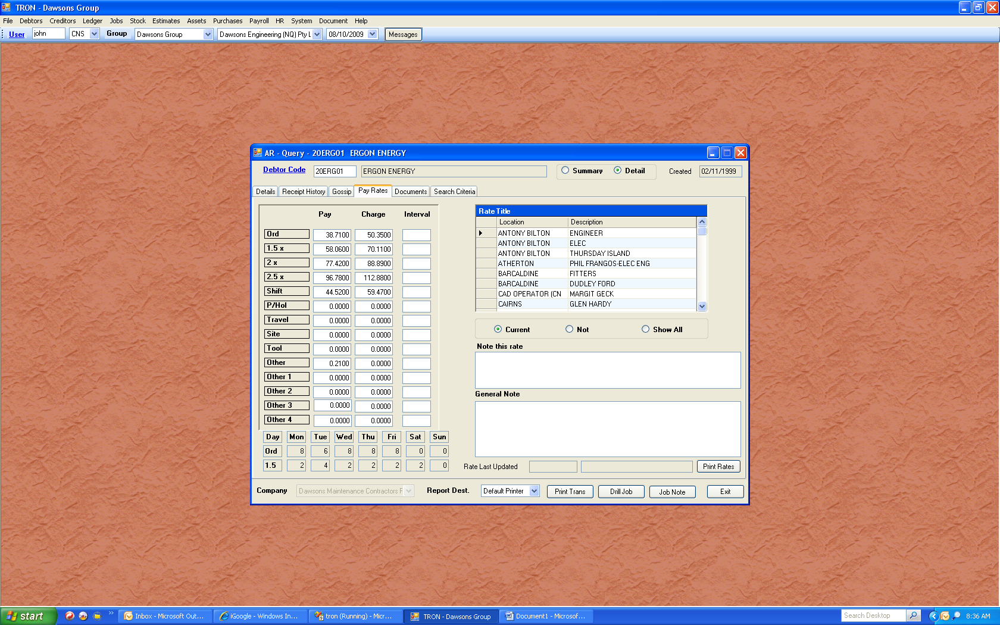 TRON - Dawsons Group
File Debtors Creditors Ledger Jobs Stock Estimates Assets Purchases Payroll HR System Document Help
User john CNS Group Dawsons Group Dawsons Engineering (NQ) Pty L 08/10/2009 Messages
AR - Query - 20ERG01 ERGON ENERGY
Debtor Code 20ERG01 ERGON ENERGY Summary Detail Created 02/11/1999
Details Receipt History Gossip Pay Rates Documents Search Criteria
Pay Charge Interval
Ord 38.7100 50.3500
1.5 x 58.0600 70.1100
2 x 77.4200 88.8900
2.5 x 96.7800 112.8800
Shift 44.5200 59.4700
P/Hol 0.0000 0.0000
Travel 0.0000 0.0000
Site 0.0000 0.0000
Tool 0.0000 0.0000
Other 0.2100 0.0000
Other 1 0.0000 0.0000
Other 2 0.0000 0.0000
Other 3 0.0000 0.0000
Other 4 0.0000 0.0000
Day Mon Tue Wed Thu Fri Sat Sun
Ord 8 6 8 8 8 0 0
1.5 2 4 2 2 2 2 0
Rate Title
Location Description
ANTONY BILTON ENGINEER
ANTONY BILTON ELEC
ANTONY BILTON THURSDAY ISLAND
ATHERTON PHIL FRANGOS-ELEC ENG
BARCALDINE FITTERS
BARCALDINE DUDLEY FORD
CAD OPERATOR (CN MARGIT GECK
CAIRNS GLEN HARDY
Current Not Show All
Note this rate
General Note
Rate Last Updated Print Rates
Company Dawsons Maintenance Contractors P Report Dest. Default Printer Print Trans Drill Job Job Note Exit
start Inbox - Microsoft Out... iGoogle - Windows In... tron (Running) - Micr... TRON - Dawsons Group Document1 - Microsof... Search Desktop 8:36 AM